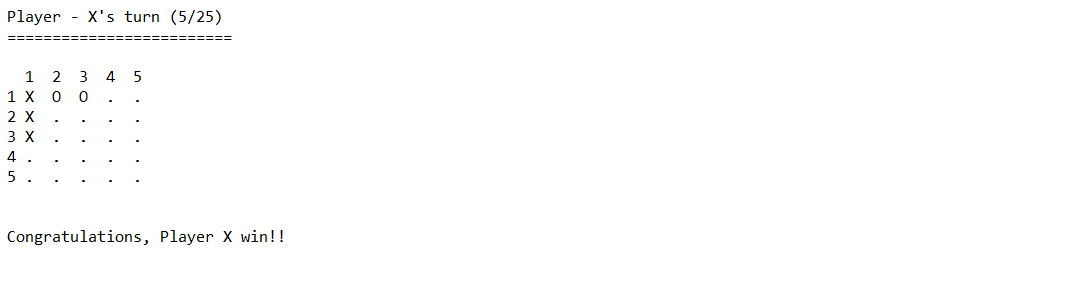 Player - X's turn (5/25)
=========================
  1  2  3  4  5
1 X  O  O  .  .
2 X  .  .  .  .
3 X  .  .  .  .
4 .  .  .  .  .
5 .  .  .  .  .
Congratulations, Player X win!!